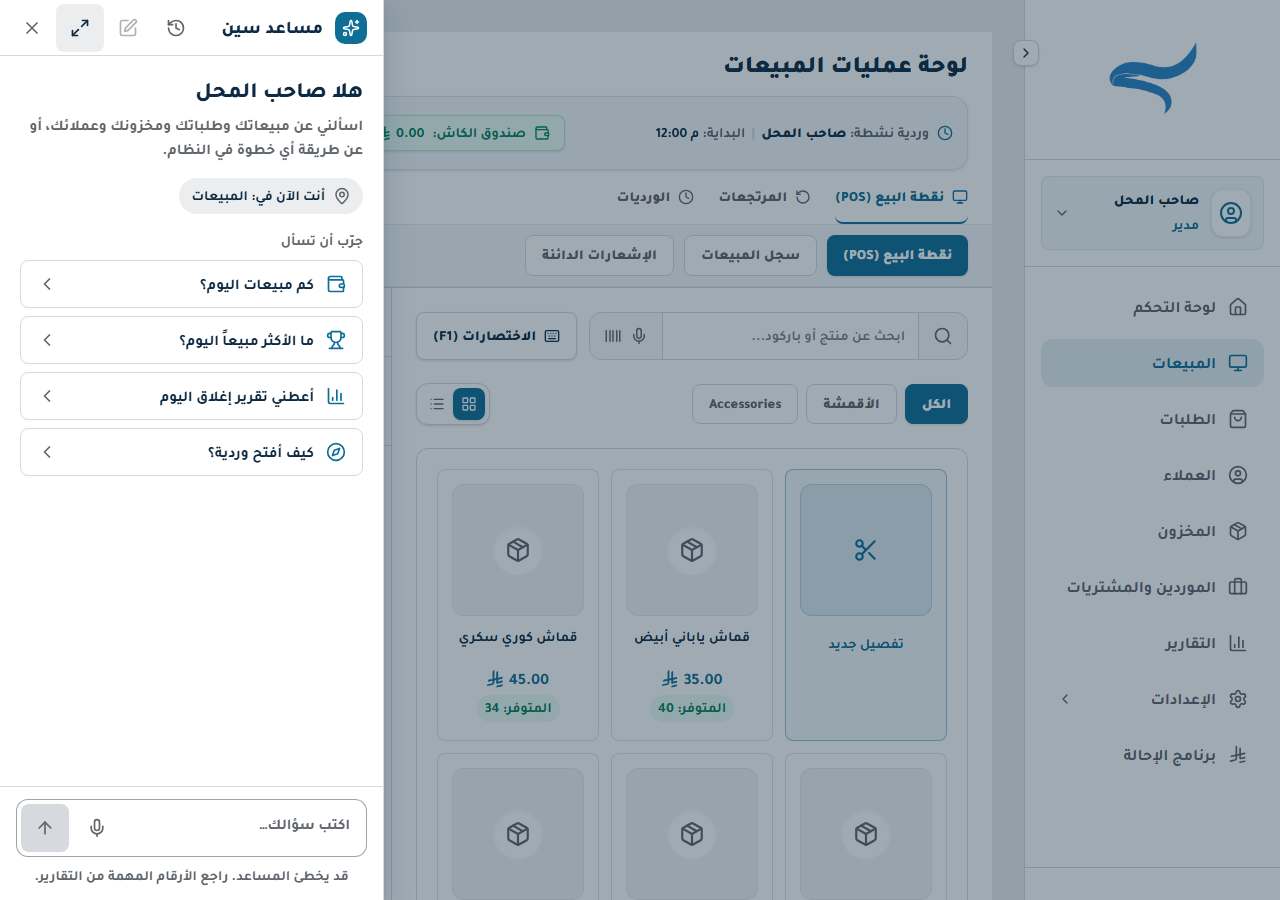 مساعد سين
هلا صاحب المحل
اسألني عن مبيعاتك وطلباتك ومخزونك وعملائك، أو
عن طريقة أي خطوة في النظام.
أنت الآن في: المبيعات
جرّب أن تسأل
كم مبيعات اليوم؟
ما الأكثر مبيعاً اليوم؟
أعطني تقرير إغلاق اليوم
كيف أفتح وردية؟
اكتب سؤالك...
قد يخطئ المساعد. راجع الأرقام المهمة من التقارير.
صاحب المحل
مدير
لوحة التحكم
المبيعات
الطلبات
العملاء
المخزون
الموردين والمشتريات
التقارير
الإعدادات
برنامج الإحالة
لوحة عمليات المبيعات
وردية نشطة: صاحب المحل | البداية: 12:00 م
صندوق الكاش: 0.00
نقطة البيع (POS)
المرتجعات
الورديات
نقطة البيع (POS)
سجل المبيعات
الإشعارات الدائنة
ابحث عن منتج أو باركود...
الاختصارات (F1)
الكل
الأقمشة
Accessories
تفصيل جديد
قماش ياباني أبيض
35.00
المتوفر: 40
قماش كوري سكري
45.00
المتوفر: 34